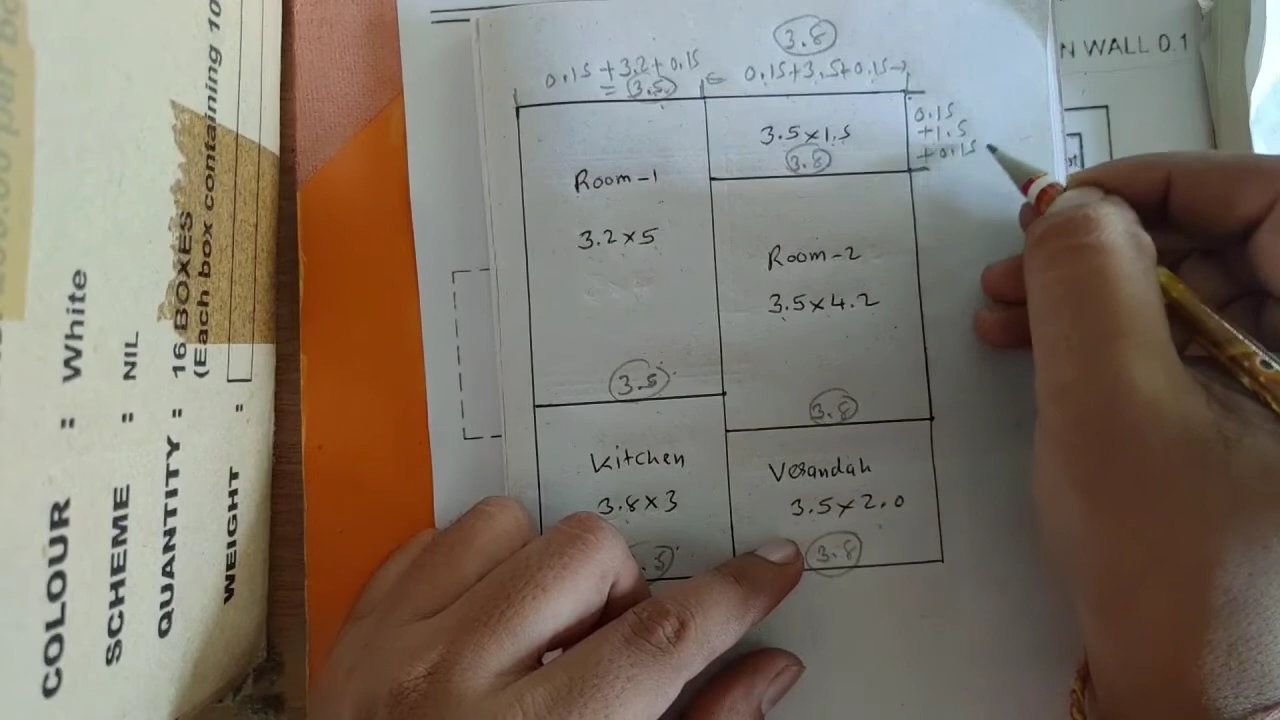 COLOUR : White
SCHEME : NIL
QUANTITY : 16 BOXES
(Each box containing 10
WEIGHT :
N WALL 0.1
3.8
0.15+3.2+0.15
= 3.5
0.15+3.5+0.15
3.5×1.5
3.8
0.15
+1.5
+0.15
Room-1
3.2×5
3.5
Room-2
3.5×4.2
3.8
Kitchen
3.8×3
.5
Verandah
3.5×2.0
3.8